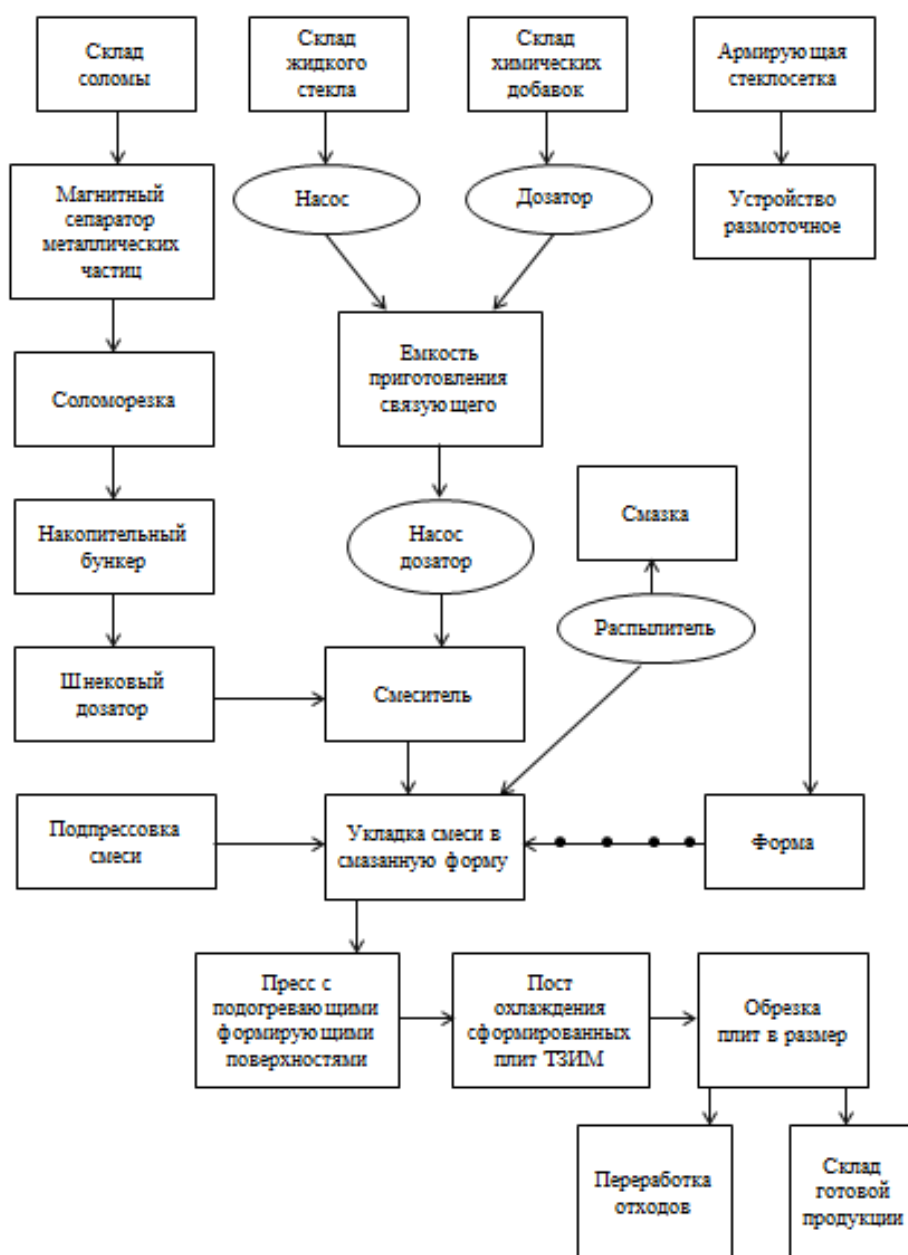 Склад
соломы
Склад
жидкого
стекла
Склад
химических
добавок
Армирующая
стеклосетка
Магнитный
сепаратор
металлических
частиц
Насос
Дозатор
Устройство
размоточное
Емкость
приготовления
связующего
Соломорезка
Накопительный
бункер
Насос
дозатор
Смазка
Распылитель
Шнековый
дозатор
Смеситель
Подпрессовка
смеси
Укладка смеси в
смазанную форму
Форма
Пресс с
подогревающими
формирующими
поверхностями
Пост
охлаждения
сформированных
плит ТЗИМ
Обрезка
плит в размер
Переработка
отходов
Склад
готовой
продукции